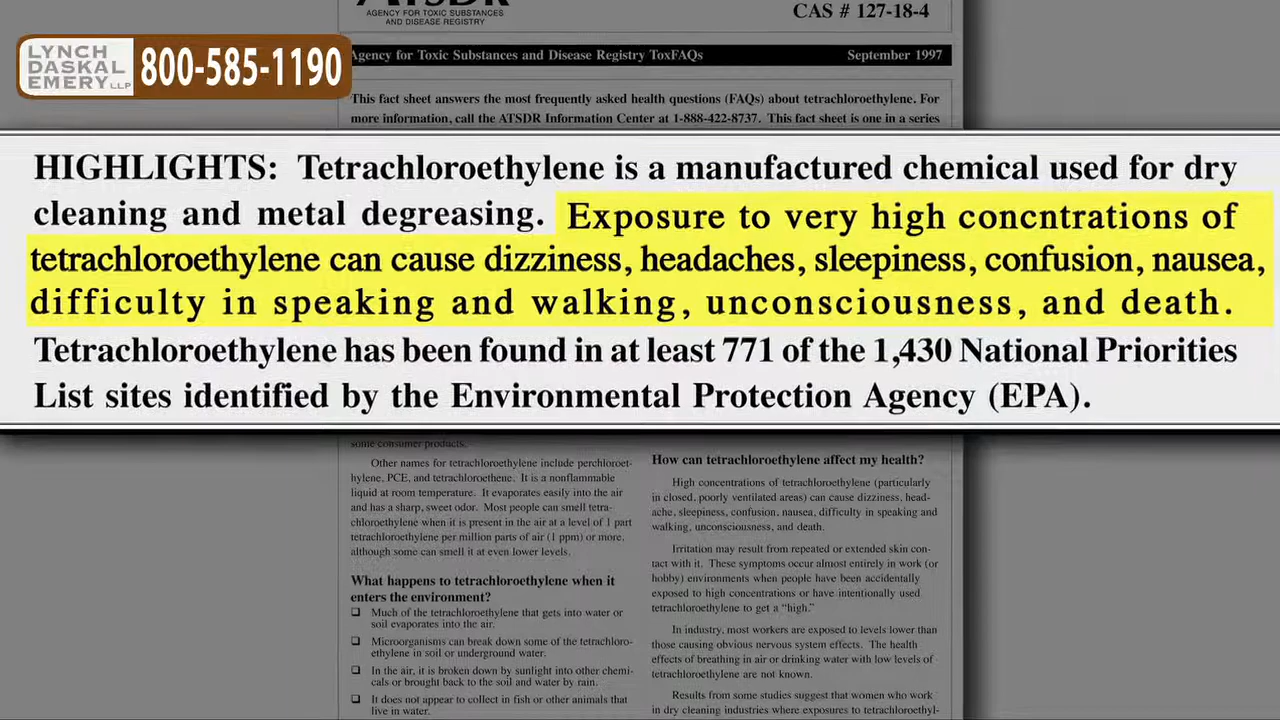 ATSDR
AGENCY FOR TOXIC SUBSTANCES
AND DISEASE REGISTRY
CAS # 127-18-4
LYNCH
DASKAL
EMERY LLP
800-585-1190
Agency for Toxic Substances and Disease Registry ToxFAQs
September 1997
This fact sheet answers the most frequently asked health questions (FAQs) about tetrachloroethylene. For
more information, call the ATSDR Information Center at 1-888-422-8737. This fact sheet is one in a series
HIGHLIGHTS: Tetrachloroethylene is a manufactured chemical used for dry
cleaning and metal degreasing. Exposure to very high concntrations of
tetrachloroethylene can cause dizziness, headaches, sleepiness, confusion, nausea,
difficulty in speaking and walking, unconsciousness, and death.
Tetrachloroethylene has been found in at least 771 of the 1,430 National Priorities
List sites identified by the Environmental Protection Agency (EPA).
some consumer products.
Other names for tetrachloroethylene include perchloroet-
hylene, PCE, and tetrachloroethene. It is a nonflammable
liquid at room temperature. It evaporates easily into the air
and has a sharp, sweet odor. Most people can smell tetra-
chloroethylene when it is present in the air at a level of 1 part
tetrachloroethylene per million parts of air (1 ppm) or more,
although some can smell it at even lower levels.
What happens to tetrachloroethylene when it
enters the environment?
❑ Much of the tetrachloroethylene that gets into water or
soil evaporates into the air.
❑ Microorganisms can break down some of the tetrachloro-
ethylene in soil or underground water.
❑ In the air, it is broken down by sunlight into other chemi-
cals or brought back to the soil and water by rain.
❑ It does not appear to collect in fish or other animals that
live in water.
How can tetrachloroethylene affect my health?
High concentrations of tetrachloroethylene (particularly
in closed, poorly ventilated areas) can cause dizziness, head-
ache, sleepiness, confusion, nausea, difficulty in speaking and
walking, unconsciousness, and death.
Irritation may result from repeated or extended skin con-
tact with it. These symptoms occur almost entirely in work (or
hobby) environments when people have been accidentally
exposed to high concentrations or have intentionally used
tetrachloroethylene to get a “high.”
In industry, most workers are exposed to levels lower than
those causing obvious nervous system effects. The health
effects of breathing in air or drinking water with low levels of
tetrachloroethylene are not known.
Results from some studies suggest that women who work
in dry cleaning industries where exposures to tetrachloroethyl-